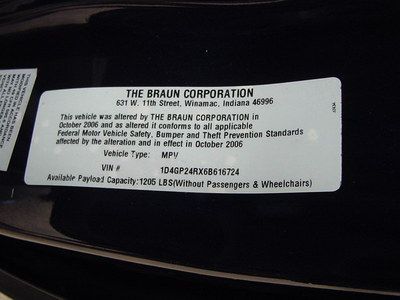 THE BRAUN CORPORATION
631 W. 11th Street, Winamac, Indiana 46996
This vehicle was altered by THE BRAUN CORPORATION in
October 2006 and as altered it conforms to all applicable
Federal Motor Vehicle Safety, Bumper and Theft Prevention Standards
affected by the alteration and in effect in October 2006
Vehicle Type: MPV
VIN # 1D4GP24RX6B616724
Available Payload Capacity:1205 LBS(Without Passengers & Wheelchairs)